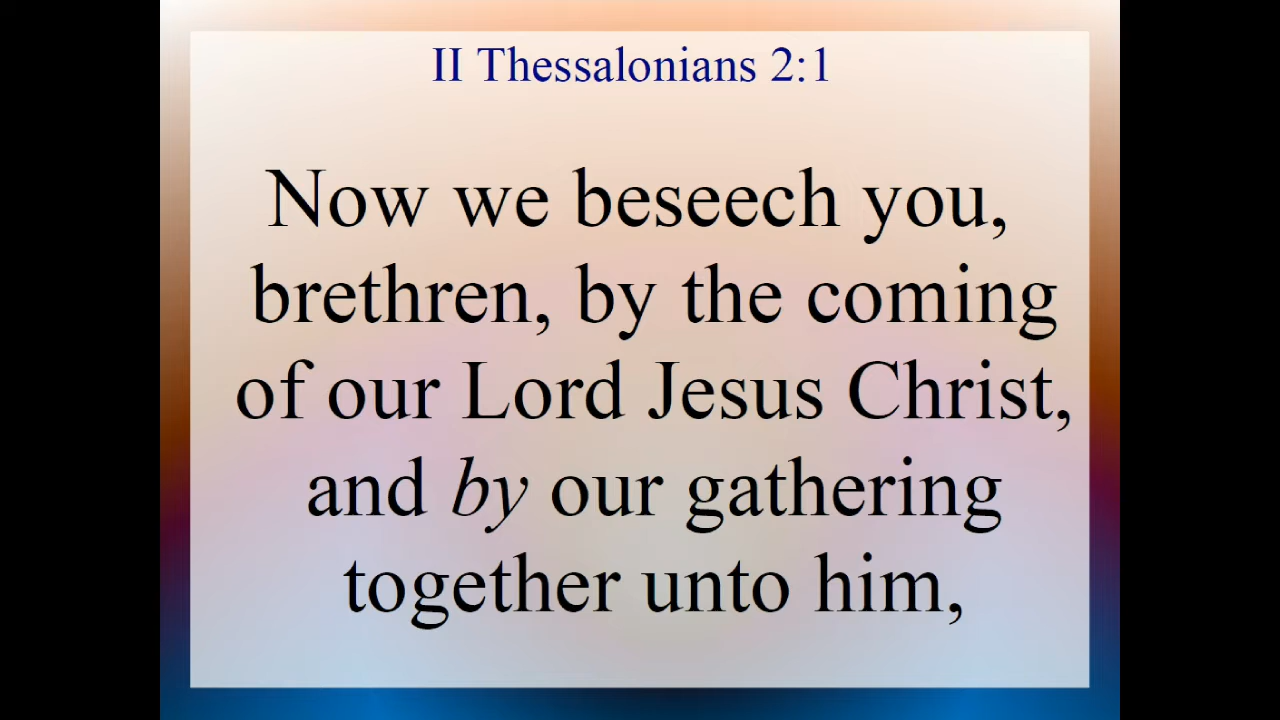 II Thessalonians 2:1
Now we beseech you,
brethren, by the coming
of our Lord Jesus Christ,
and by our gathering
together unto him,